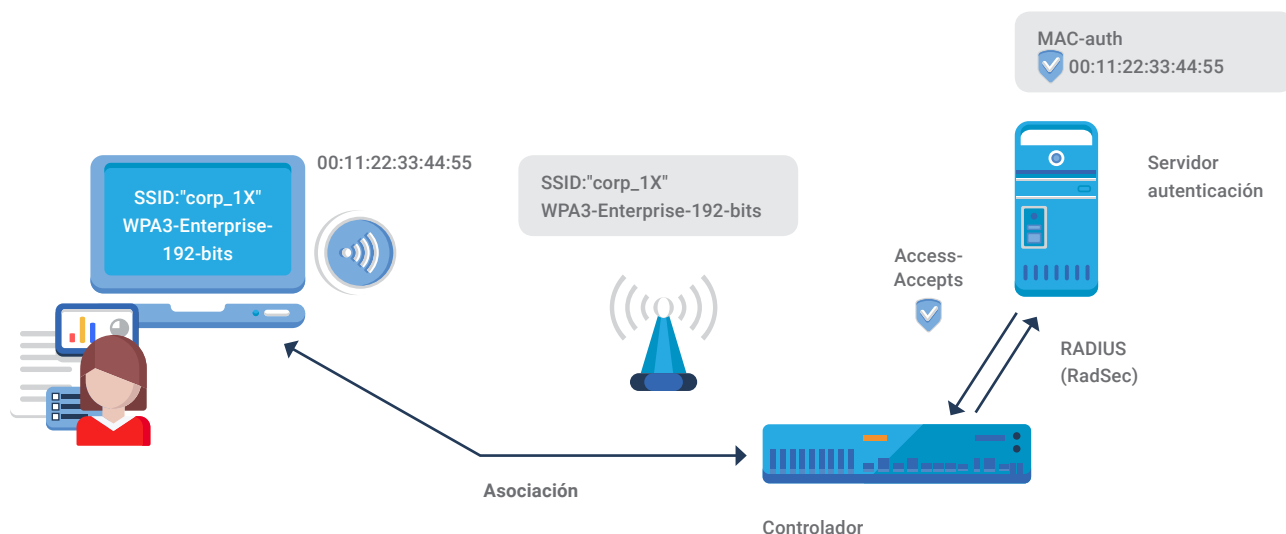 MAC-auth
00:11:22:33:44:55
00:11:22:33:44:55
SSID:"corp_1X"
WPA3-Enterprise-
192-bits
SSID:"corp_1X"
WPA3-Enterprise-192-bits
Servidor
autenticación
Access-
Accepts
RADIUS
(RadSec)
Asociación
Controlador